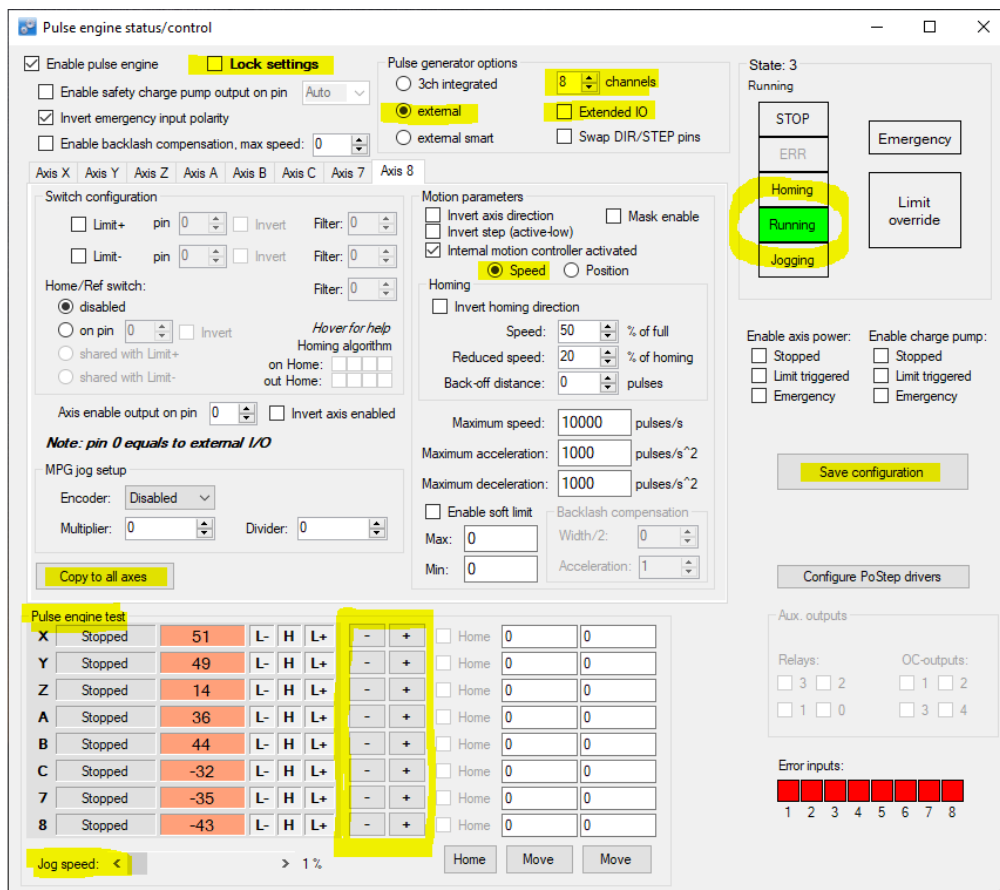 Pulse engine status/control
Enable pulse engine
Lock settings
Enable safety charge pump output on pin Auto
Invert emergency input polarity
Enable backlash compensation, max speed: 0
Pulse generator options
3ch integrated
8 channels
external
Extended IO
external smart
Swap DIR/STEP pins
State: 3
Running
STOP
ERR
Homing
Running
Jogging
Emergency
Limit override
Axis X Axis Y Axis Z Axis A Axis B Axis C Axis 7 Axis 8
Switch configuration
Limit+ pin 0 Invert Filter: 0
Limit- pin 0 Invert Filter: 0
Home/Ref switch: Filter: 0
disabled
on pin 0 Invert
shared with Limit+
shared with Limit-
Hover for help
Homing algorithm
on Home:
out Home:
Axis enable output on pin 0 Invert axis enabled
Note: pin 0 equals to external I/O
MPG jog setup
Encoder: Disabled
Multiplier: 0 Divider: 0
Copy to all axes
Motion parameters
Invert axis direction
Mask enable
Invert step (active-low)
Internal motion controller activated
Speed Position
Homing
Invert homing direction
Speed: 50 % of full
Reduced speed: 20 % of homing
Back-off distance: 0 pulses
Maximum speed: 10000 pulses/s
Maximum acceleration: 1000 pulses/s^2
Maximum deceleration: 1000 pulses/s^2
Enable soft limit
Max: 0
Min: 0
Backlash compensation
Width/2: 0
Acceleration: 1
Enable axis power:
Stopped
Limit triggered
Emergency
Enable charge pump:
Stopped
Limit triggered
Emergency
Save configuration
Configure PoStep drivers
Aux. outputs
Relays: OC-outputs:
3 2 1 2
1 0 3 4
Error inputs:
1 2 3 4 5 6 7 8
Pulse engine test
X Stopped 51 L- H L+ - + Home 0 0
Y Stopped 49 L- H L+ - + Home 0 0
Z Stopped 14 L- H L+ - + Home 0 0
A Stopped 36 L- H L+ - + Home 0 0
B Stopped 44 L- H L+ - + Home 0 0
C Stopped -32 L- H L+ - + Home 0 0
7 Stopped -35 L- H L+ - + Home 0 0
8 Stopped -43 L- H L+ - + Home 0 0
Jog speed: < > 1 %
Home Move Move